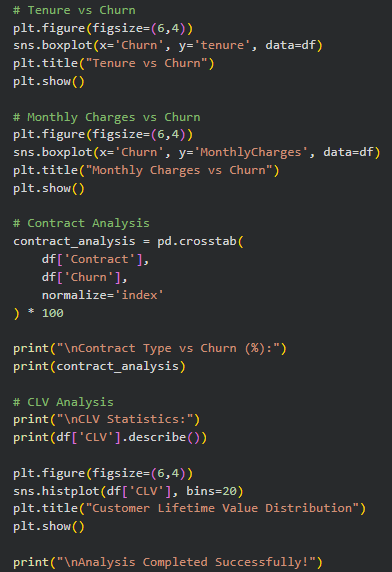 # Tenure vs Churn
plt.figure(figsize=(6,4))
sns.boxplot(x='Churn', y='tenure', data=df)
plt.title("Tenure vs Churn")
plt.show()

# Monthly Charges vs Churn
plt.figure(figsize=(6,4))
sns.boxplot(x='Churn', y='MonthlyCharges', data=df)
plt.title("Monthly Charges vs Churn")
plt.show()

# Contract Analysis
contract_analysis = pd.crosstab(
    df['Contract'],
    df['Churn'],
    normalize='index'
) * 100

print("\nContract Type vs Churn (%):")
print(contract_analysis)

# CLV Analysis
print("\nCLV Statistics:")
print(df['CLV'].describe())

plt.figure(figsize=(6,4))
sns.histplot(df['CLV'], bins=20)
plt.title("Customer Lifetime Value Distribution")
plt.show()

print("\nAnalysis Completed Successfully!")